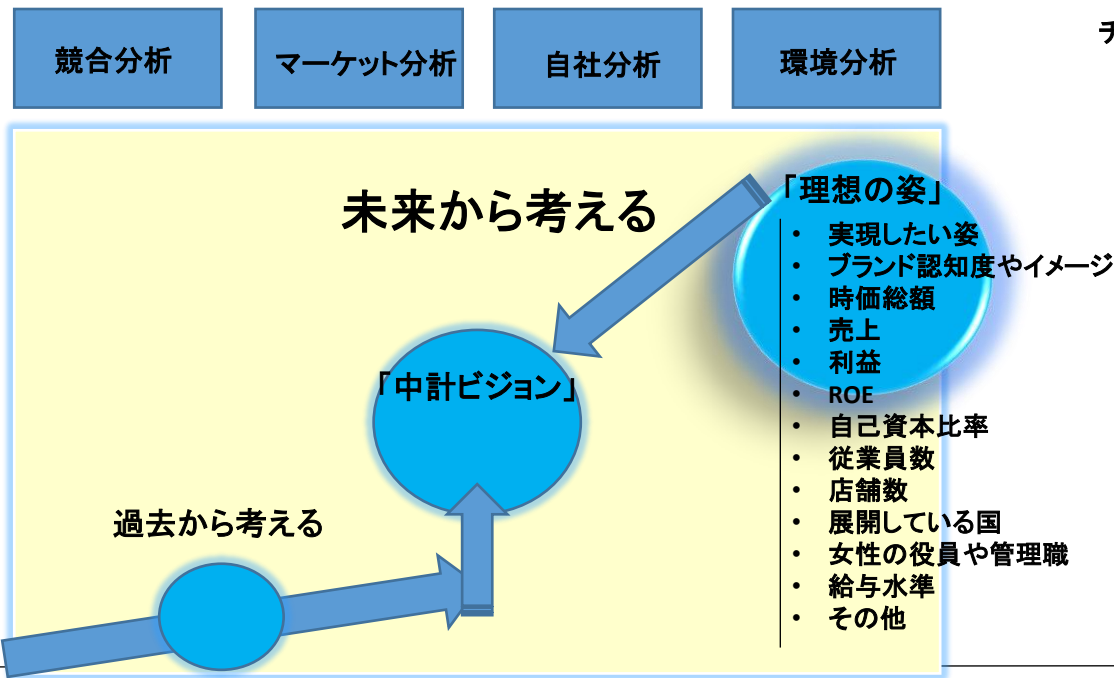 競合分析
マーケット分析
自社分析
環境分析
未来から考える
「理想の姿」
• 実現したい姿
• ブランド認知度やイメージ
• 時価総額
• 売上
• 利益
• ROE
• 自己資本比率
• 従業員数
• 店舗数
• 展開している国
• 女性の役員や管理職
• 給与水準
• その他
「中計ビジョン」
過去から考える